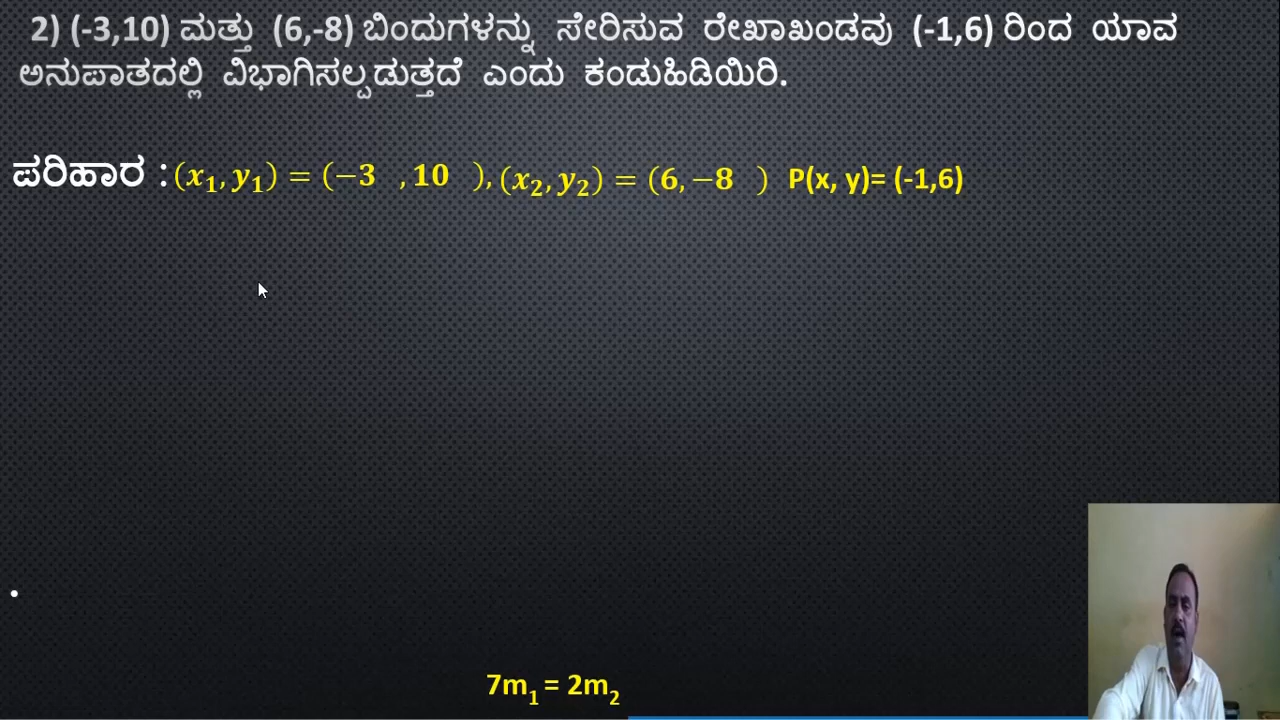 2) (-3,10) ಮತ್ತು (6,-8) ಬಿಂದುಗಳನ್ನು ಸೇರಿಸುವ ರೇಖಾಖಂಡವು (-1,6) ರಿಂದ ಯಾವ
ಅನುಪಾತದಲ್ಲಿ ವಿಭಾಗಿಸಲ್ಪಡುತ್ತದೆ ಎಂದು ಕಂಡುಹಿಡಿಯಿರಿ.
ಪರಿಹಾರ : (x₁, y₁) = (−3 , 10 ), (x₂, y₂) = (6, −8 ) P(x, y)= (-1,6)
7m₁ = 2m₂